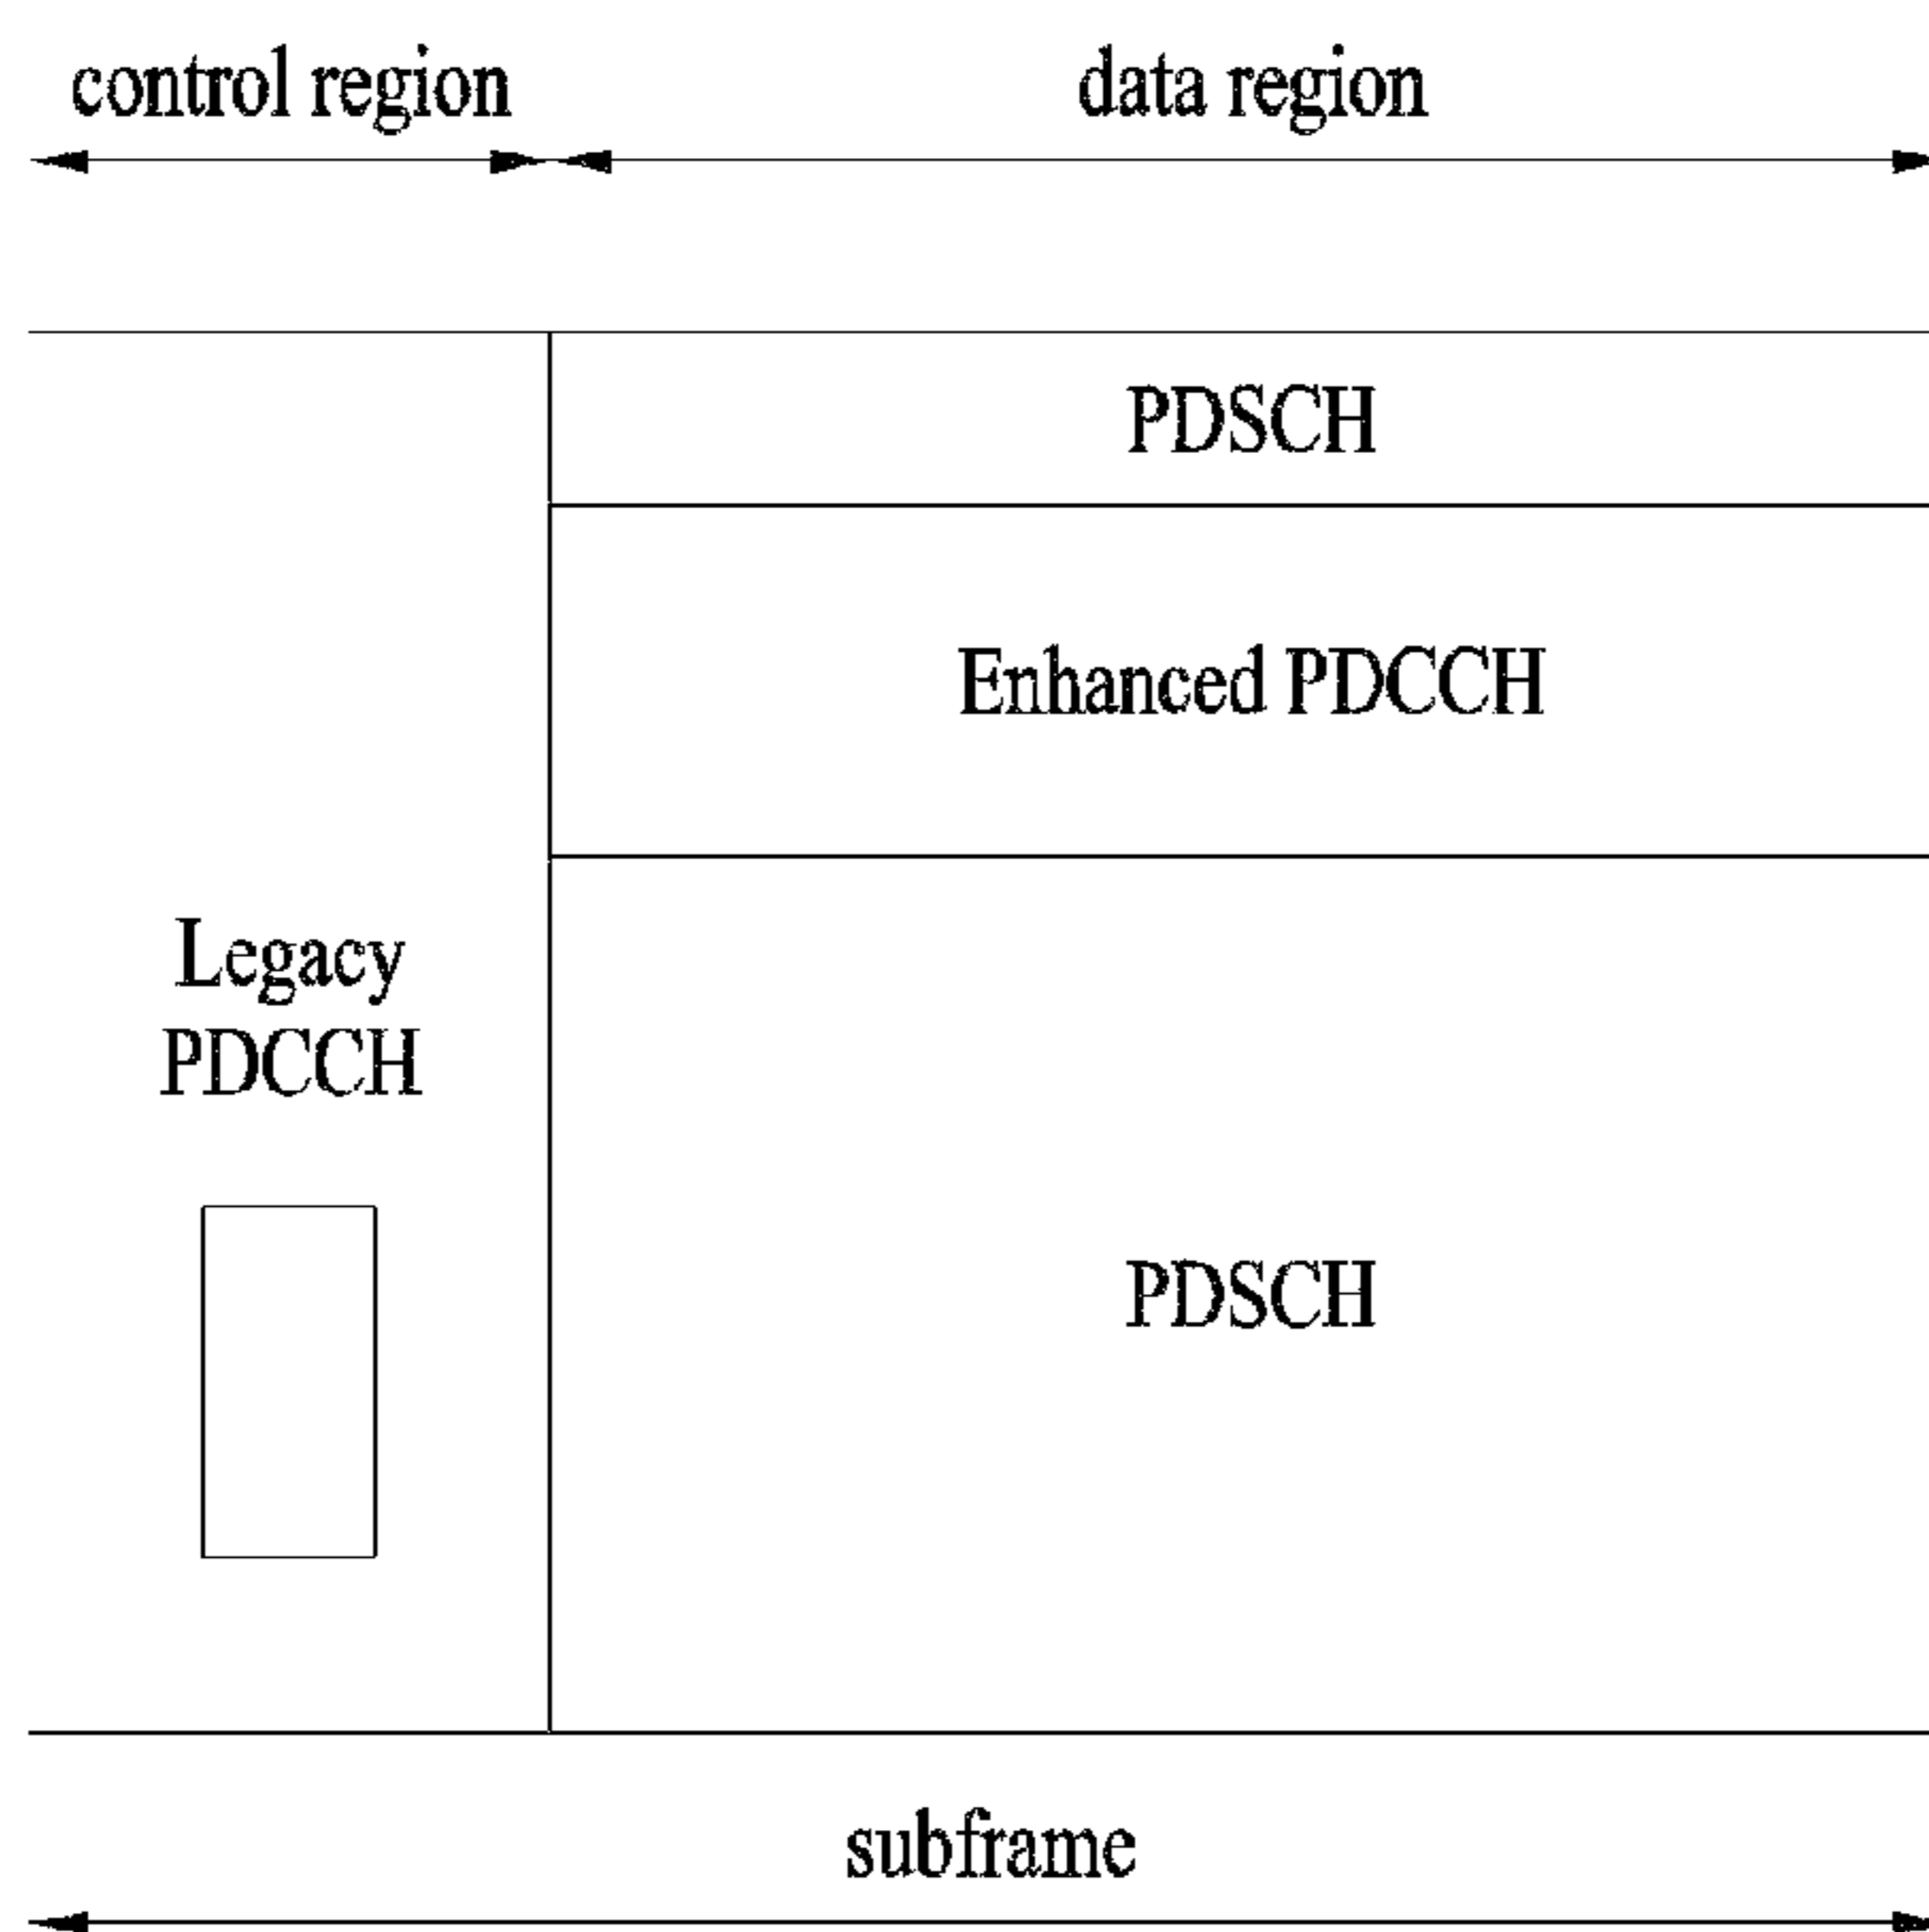 control region
data region
PDSCH
Enhanced PDCCH
Legacy
PDCCH
PDSCH
subframe